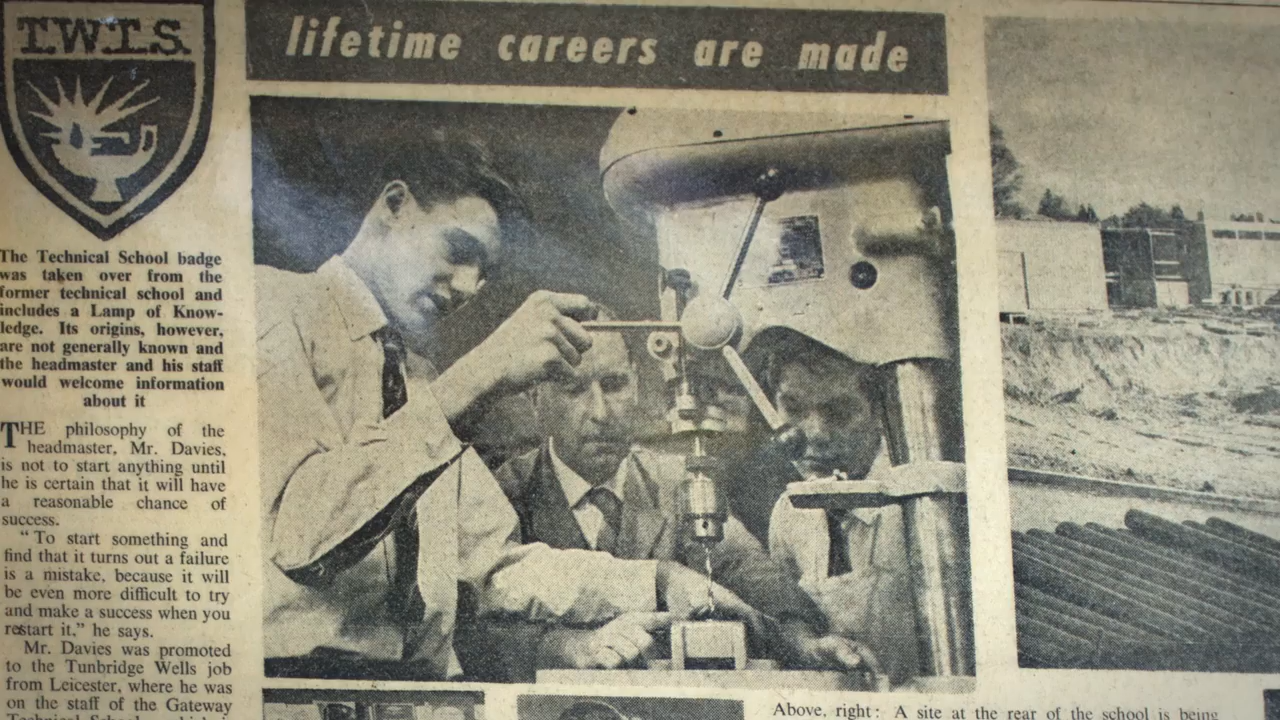 T.W.T.S.
lifetime careers are made
The Technical School badge
was taken over from the
former technical school and
includes a Lamp of Know-
ledge. Its origins, however,
are not generally known and
the headmaster and his staff
would welcome information
about it
THE philosophy of the
headmaster, Mr. Davies,
is not to start anything until
he is certain that it will have
a reasonable chance of
success.
“To start something and
find that it turns out a failure
is a mistake, because it will
be even more difficult to try
and make a success when you
restart it,” he says.
Mr. Davies was promoted
to the Tunbridge Wells job
from Leicester, where he was
on the staff of the Gateway
Technical School
Above, right: A site at the rear of the school is being